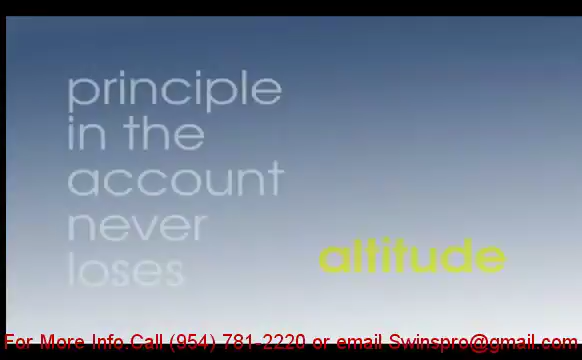 principle
in the
account
never
loses
altitude
For More Info.Call (954) 781-2220 or email Swinspro@gmail.com